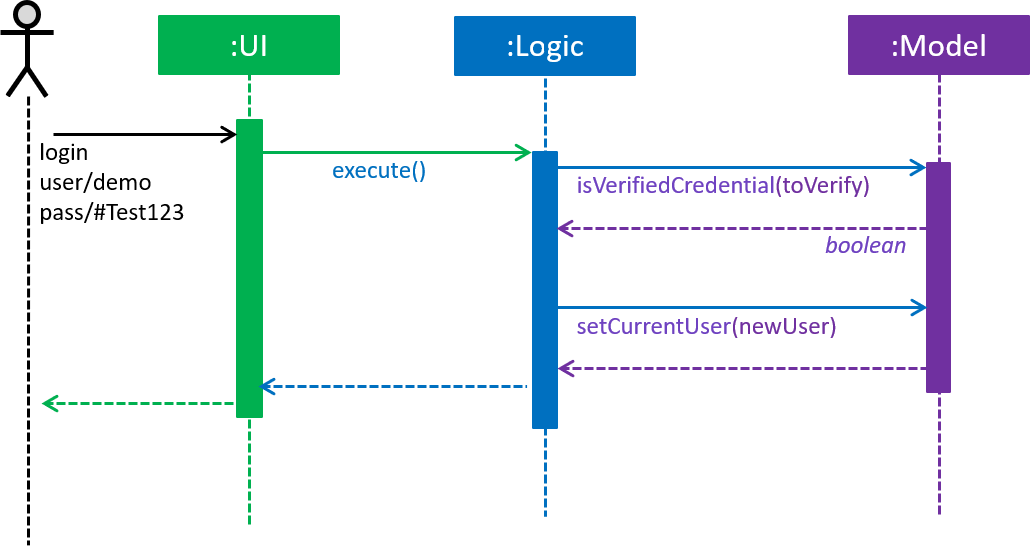 :UI
:Logic
:Model
login
user/demo
pass/#Test123
execute()
isVerifiedCredential(toVerify)
boolean
setCurrentUser(newUser)